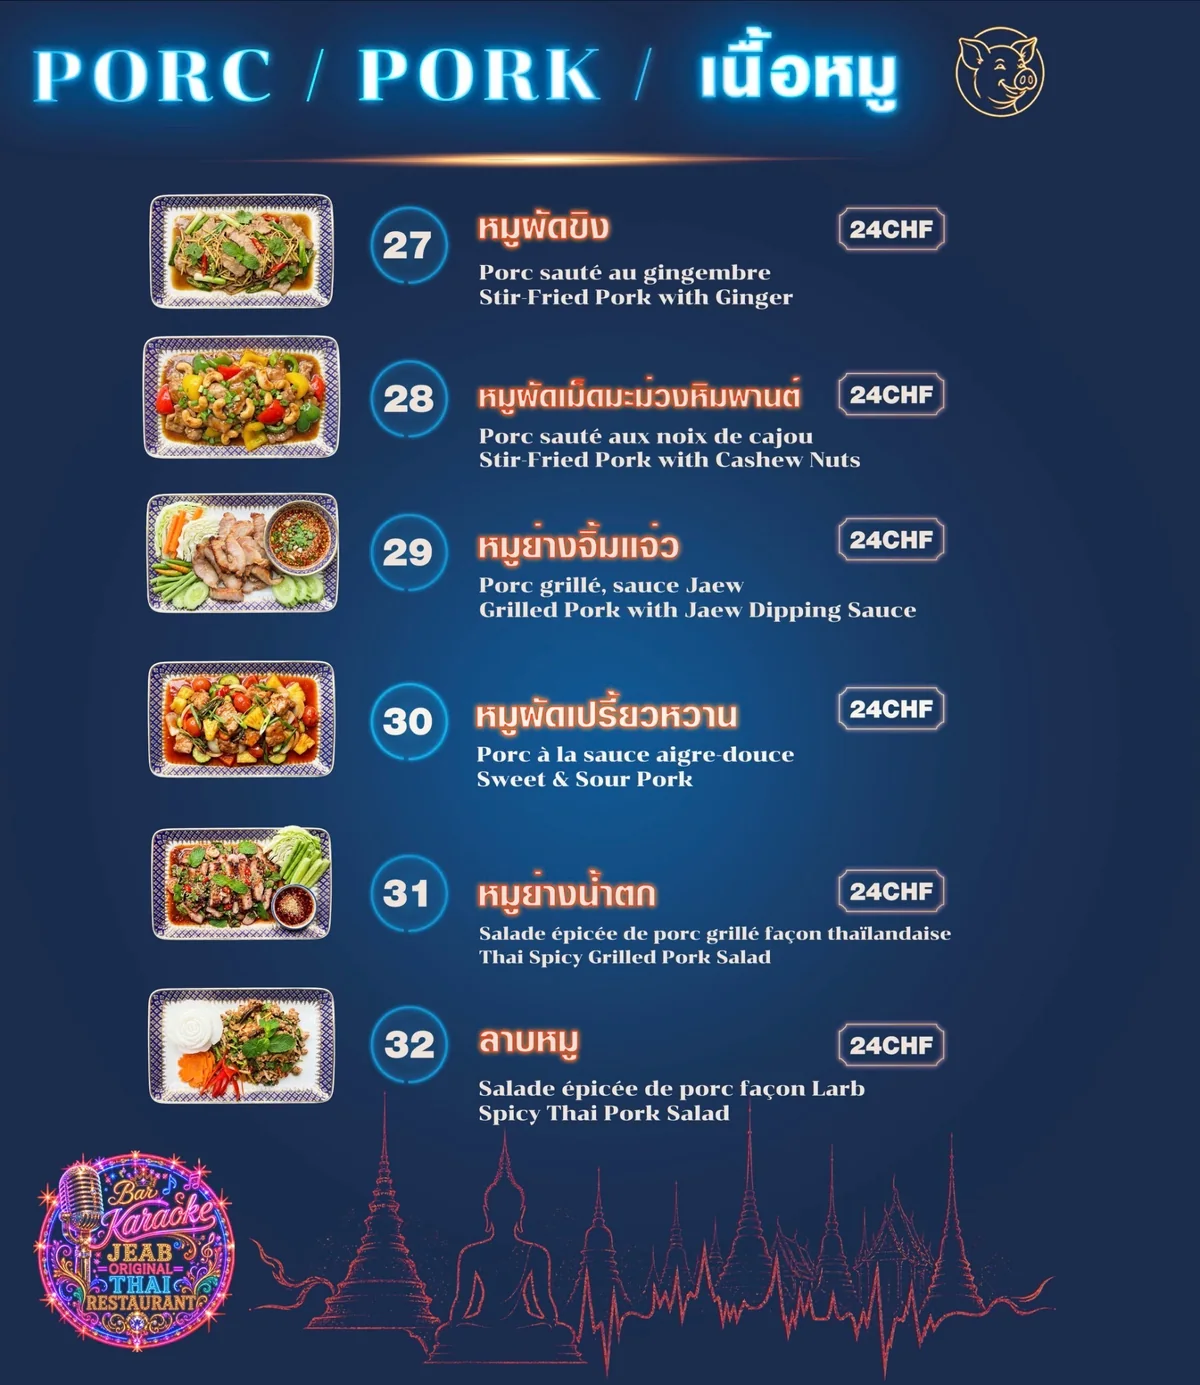 PORC / PORK / เนื้อหมู
27
หมูผัดขิง
24CHF
Porc sauté au gingembre
Stir-Fried Pork with Ginger
28
หมูผัดเม็ดมะม่วงหิมพานต์
24CHF
Porc sauté aux noix de cajou
Stir-Fried Pork with Cashew Nuts
29
หมูย่างจิ้มแจ่ว
24CHF
Porc grillé, sauce Jaew
Grilled Pork with Jaew Dipping Sauce
30
หมูผัดเปรี้ยวหวาน
24CHF
Porc à la sauce aigre-douce
Sweet & Sour Pork
31
หมูย่างน้ำตก
24CHF
Salade épicée de porc grillé façon thaïlandaise
Thai Spicy Grilled Pork Salad
32
ลาบหมู
24CHF
Salade épicée de porc façon Larb
Spicy Thai Pork Salad
Bar
Karaoke
JEAB
ORIGINAL
THAI
RESTAURANT